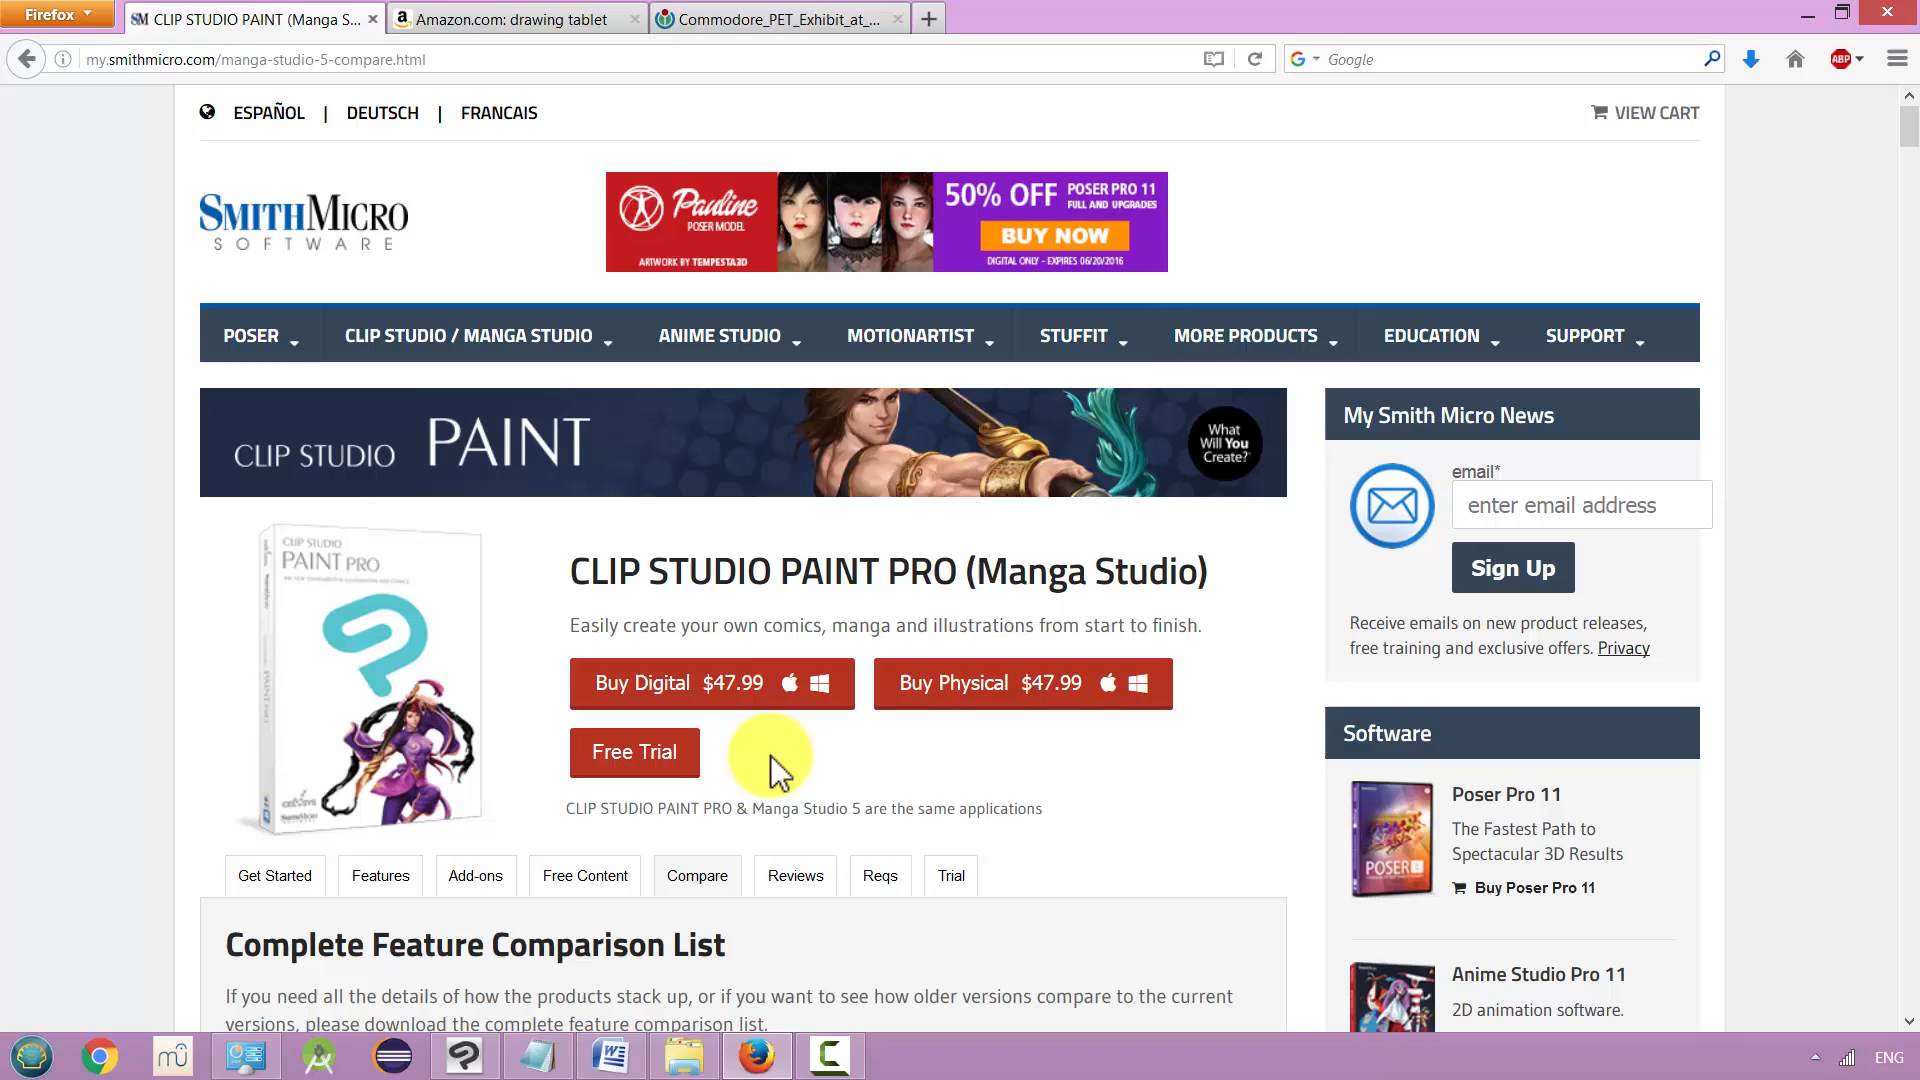 Firefox
SM CLIP STUDIO PAINT (Manga S...
Amazon.com: drawing tablet
Commodore_PET_Exhibit_at_...
my.smithmicro.com/manga-studio-5-compare.html
Google
ABP
ESPAÑOL | DEUTSCH | FRANCAIS
VIEW CART
SMITHMICRO
SOFTWARE
Pauline
POSER MODEL
ARTWORK BY TEMPESTA3D
50% OFF POSER PRO 11
FULL AND UPGRADES
BUY NOW
DIGITAL ONLY - EXPIRES 06/20/2016
POSER
CLIP STUDIO / MANGA STUDIO
ANIME STUDIO
MOTIONARTIST
STUFFIT
MORE PRODUCTS
EDUCATION
SUPPORT
CLIP STUDIO PAINT
What
Will You
Create?
My Smith Micro News
email*
enter email address
Sign Up
Receive emails on new product releases,
free training and exclusive offers. Privacy
CLIP STUDIO
PAINT PRO
CLIP STUDIO PAINT PRO (Manga Studio)
Easily create your own comics, manga and illustrations from start to finish.
Buy Digital $47.99
Buy Physical $47.99
Free Trial
CLIP STUDIO PAINT PRO & Manga Studio 5 are the same applications
Software
POSER
Poser Pro 11
The Fastest Path to
Spectacular 3D Results
Buy Poser Pro 11
Get Started
Features
Add-ons
Free Content
Compare
Reviews
Reqs
Trial
Complete Feature Comparison List
If you need all the details of how the products stack up, or if you want to see how older versions compare to the current
versions, please download the complete feature comparison list.
Anime Studio Pro 11
2D animation software.
ENG